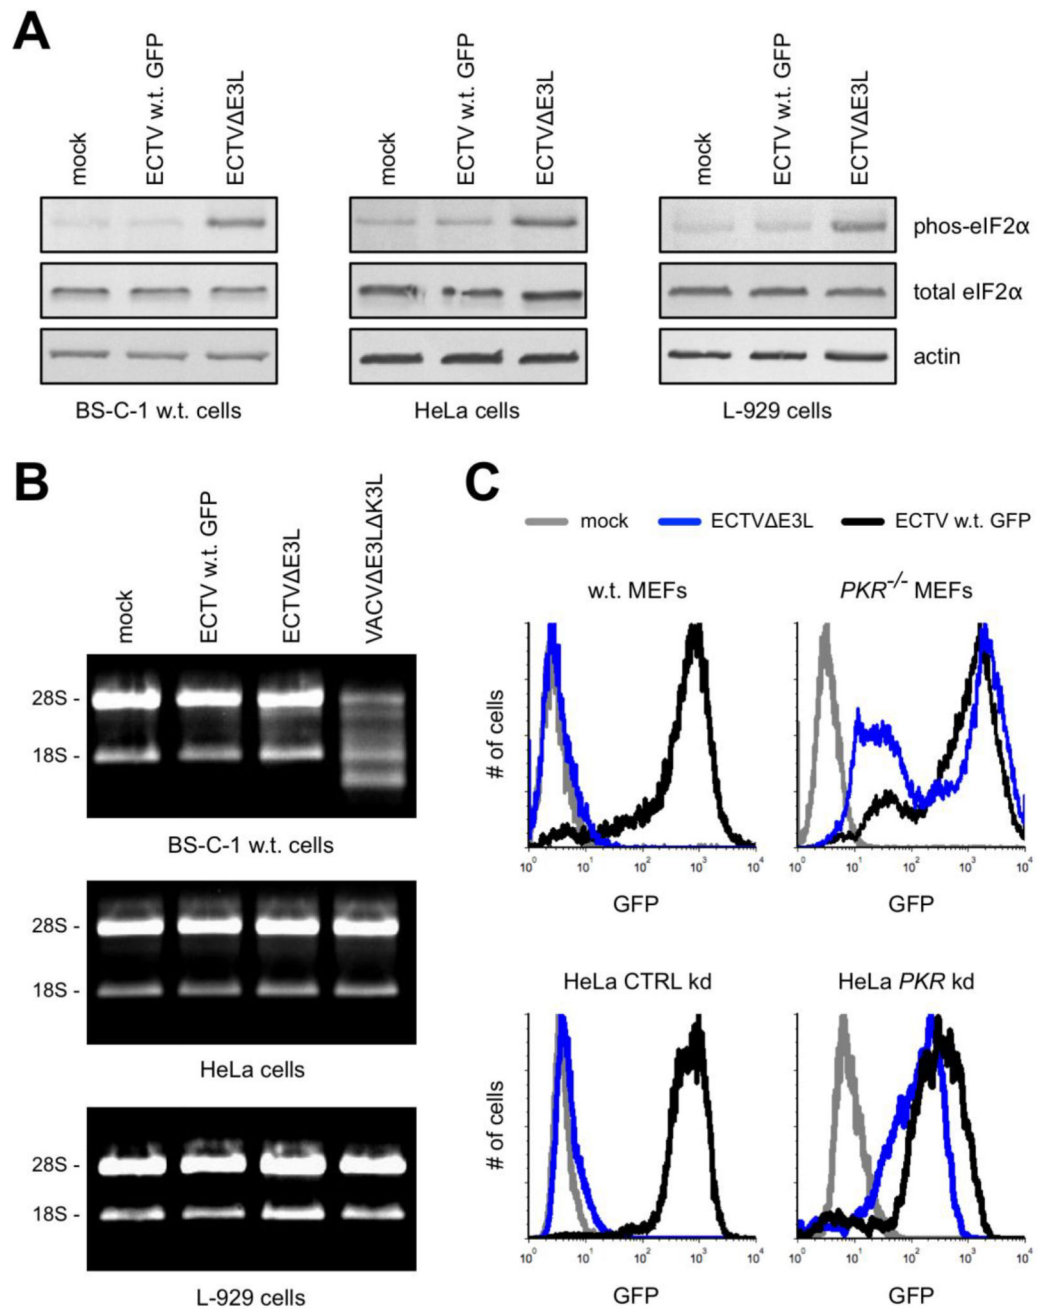 A
mock
ECTV w.t. GFP
ECTVΔE3L
mock
ECTV w.t. GFP
ECTVΔE3L
mock
ECTV w.t. GFP
ECTVΔE3L
phos-eIF2α
total eIF2α
actin
BS-C-1 w.t. cells
HeLa cells
L-929 cells
B
mock
ECTV w.t. GFP
ECTVΔE3L
VACVΔE3LΔK3L
28S -
18S -
BS-C-1 w.t. cells
28S -
18S -
HeLa cells
28S -
18S -
L-929 cells
C
mock ECTVΔE3L ECTV w.t. GFP
w.t. MEFs
# of cells
10⁰ 10¹ 10² 10³ 10⁴
GFP
PKR⁻/⁻ MEFs
10⁰ 10¹ 10² 10³ 10⁴
GFP
HeLa CTRL kd
# of cells
10⁰ 10¹ 10² 10³ 10⁴
GFP
HeLa PKR kd
10⁰ 10¹ 10² 10³ 10⁴
GFP